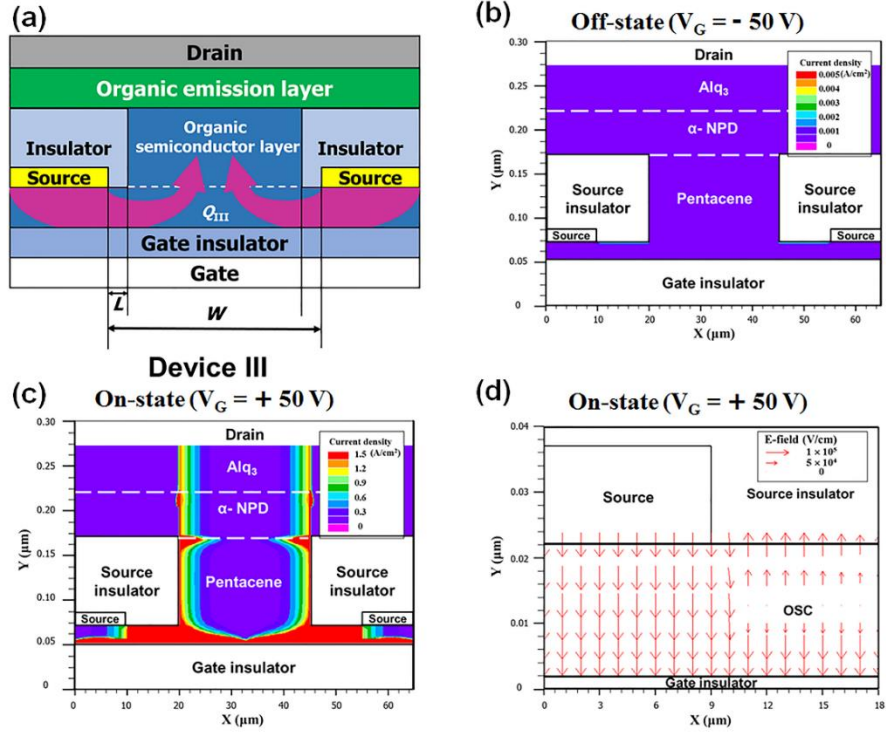 (a)
Drain
Organic emission layer
Insulator
Organic
semiconductor layer
Insulator
Source
Source
QIII
Gate insulator
Gate
L
W
Device III
(b)
Off-state (VG = - 50 V)
0.30
0.25
0.20
0.15
0.10
0.05
0
Y (μm)
Drain
Current density
0.005 (A/cm²)
0.004
0.003
0.002
0.001
0
Alq3
α- NPD
Pentacene
Source
insulator
Source
insulator
Source
Source
Gate insulator
0
10
20
30
40
50
60
X (μm)
(c)
On-state (VG = + 50 V)
0.30
0.25
0.20
0.15
0.10
0.05
0
Y (μm)
Drain
Current density
1.5 (A/cm²)
1.2
0.9
0.6
0.3
0
Alq3
α- NPD
Pentacene
Source
insulator
Source
insulator
Source
Source
Gate insulator
0
10
20
30
40
50
60
X (μm)
(d)
On-state (VG = + 50 V)
0.04
0.03
0.02
0.01
0
Y (μm)
E-field (V/cm)
1 × 10⁵
5 × 10⁴
0
Source
Source insulator
OSC
Gate insulator
0
3
6
9
12
15
18
X (μm)